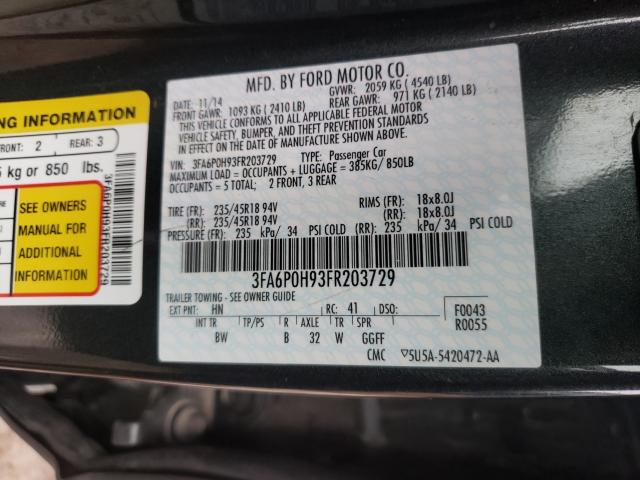 NG INFORMATION
FRONT: 2 REAR: 3
5 kg or 850 lbs.
SEE OWNERS
MANUAL FOR
ADDITIONAL
INFORMATION
3FA6P0H93FR203729
MFD. BY FORD MOTOR CO.
DATE: 11/14 GVWR: 2059 KG ( 4540 LB)
FRONT GAWR: 1093 KG ( 2410 LB) REAR GAWR: 971 KG ( 2140 LB)
THIS VEHICLE CONFORMS TO ALL APPLICABLE FEDERAL MOTOR
VEHICLE SAFETY, BUMPER, AND THEFT PREVENTION STANDARDS
IN EFFECT ON THE DATE OF MANUFACTURE SHOWN ABOVE.
VIN: 3FA6P0H93FR203729 TYPE: Passenger Car
MAXIMUM LOAD = OCCUPANTS + LUGGAGE = 385KG/ 850LB
OCCUPANTS = 5 TOTAL; 2 FRONT, 3 REAR
TIRE (FR): 235/45R18 94V RIMS (FR): 18x8.0J
(RR): 235/45R18 94V (RR): 18x8.0J
PRESSURE (FR): 235 kPa/ 34 PSI COLD (RR): 235 kPa/ 34 PSI COLD
3FA6P0H93FR203729
TRAILER TOWING - SEE OWNER GUIDE
EXT PNT: HN RC: 41 DSO: F0043
R0055
INT TR TP/PS R AXLE TR SPR
BW B 32 W GGFF
CMC ▽5U5A-5420472-AA